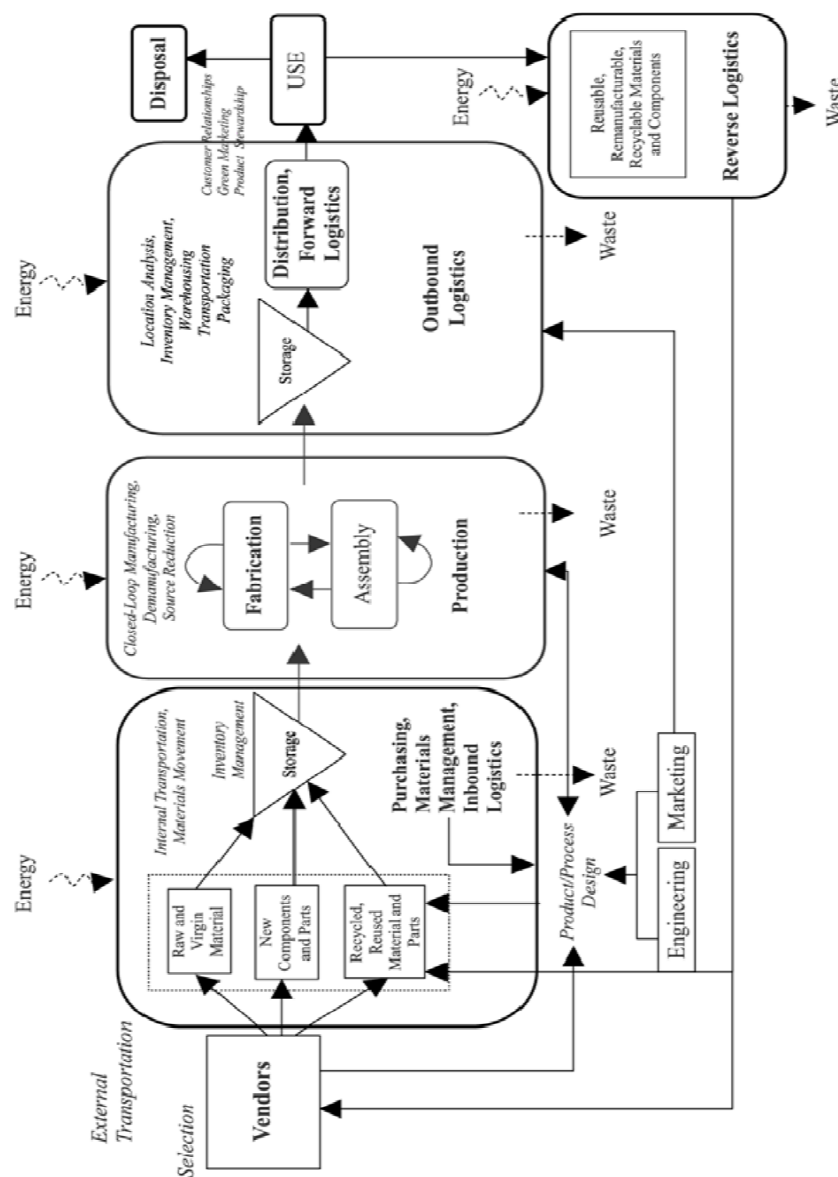 External
Transportation
Selection
Vendors
Energy
Internal Transportation,
Materials Movement
Inventory
Management
Raw and
Virgin
Material
New
Components
and Parts
Recycled,
Reused
Material and
Parts
Storage
Purchasing,
Materials
Management,
Inbound
Logistics
Waste
Product/Process
Design
Engineering
Marketing
Energy
Closed-Loop Manufacturing,
Demanufacturing,
Source Reduction
Fabrication
Assembly
Production
Waste
Energy
Location Analysis,
Inventory Management,
Warehousing
Transportation
Packaging
Storage
Distribution,
Forward
Logistics
Outbound
Logistics
Waste
Customer Relationships
Green Marketing
Product Stewardship
Disposal
USE
Energy
Reusable,
Remanufacturable,
Recyclable Materials
and Components
Reverse Logistics
Waste